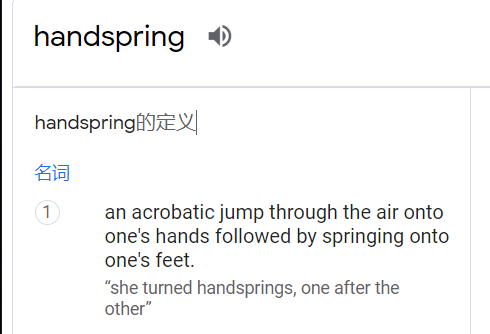 handspring
handspring的定义
名词
1
an acrobatic jump through the air onto
one's hands followed by springing onto
one's feet.
“she turned handsprings, one after the
other”